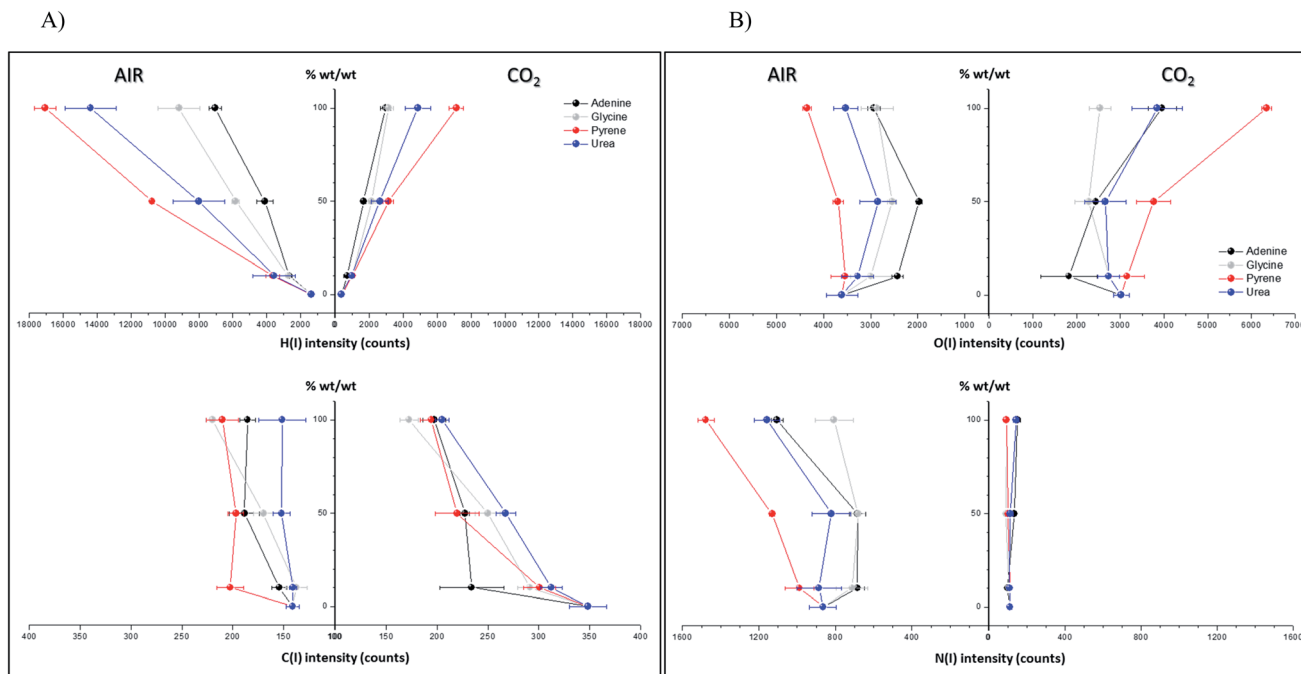 A)
B)
AIR
% wt/wt
CO2
Adenine
Glycine
Pyrene
Urea
100
50
0
18000 16000 14000 12000 10000 8000 6000 4000 2000 0 2000 4000 6000 8000 10000 12000 14000 16000 18000
H(I) intensity (counts)
% wt/wt
100
50
0
400 300 200 100 150 200 250 300 350 400
C(I) intensity (counts)
AIR
% wt/wt
CO2
100
50
0
Adenine
Glycine
Pyrene
Urea
7000 6000 5000 4000 3000 2000 1000 0 1000 2000 3000 4000 5000 6000 7000
O(I) intensity (counts)
% wt/wt
100
50
0
1600 1200 800 400 0 400 800 1200 1600
N(I) intensity (counts)